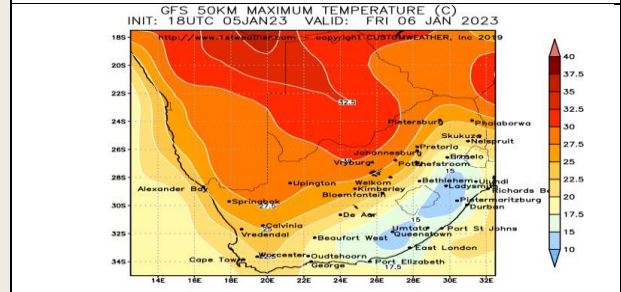 GFS 50KM MAXIMUM TEMPERATURE (C)
INIT: 18UTC 05JAN23 VALID: FRI 06 JAN 2023
http://www.1stweather.com copyright CUSTOMWEATHER, Inc 2019
18S
20S
22S
24S
26S
28S
30S
32S
34S
14E 16E 18E 20E 22E 24E 26E 28E 30E 32E
40
37.5
35
32.5
30
27.5
25
22.5
20
17.5
15
10
32.5
Pietersburg Phalaborwa
Skukuza
Nelspruit
Pretoria
Johannesburg
Ermelo
Vryburg Potchefstroom
15
Bethlehem Ulundi
Upington Welkom Ladysmith
Alexander Bay Kimberley Richards
Bloemfontein
Springbok Pietermaritzburg
27.5 Durban
De Aar 15
Calvinia
25
Vredendal Umtata Port St Johns
Beaufort West Queenstown
East London
Worcester
Cape Town Oudtshoorn
George Port Elizabeth
17.5